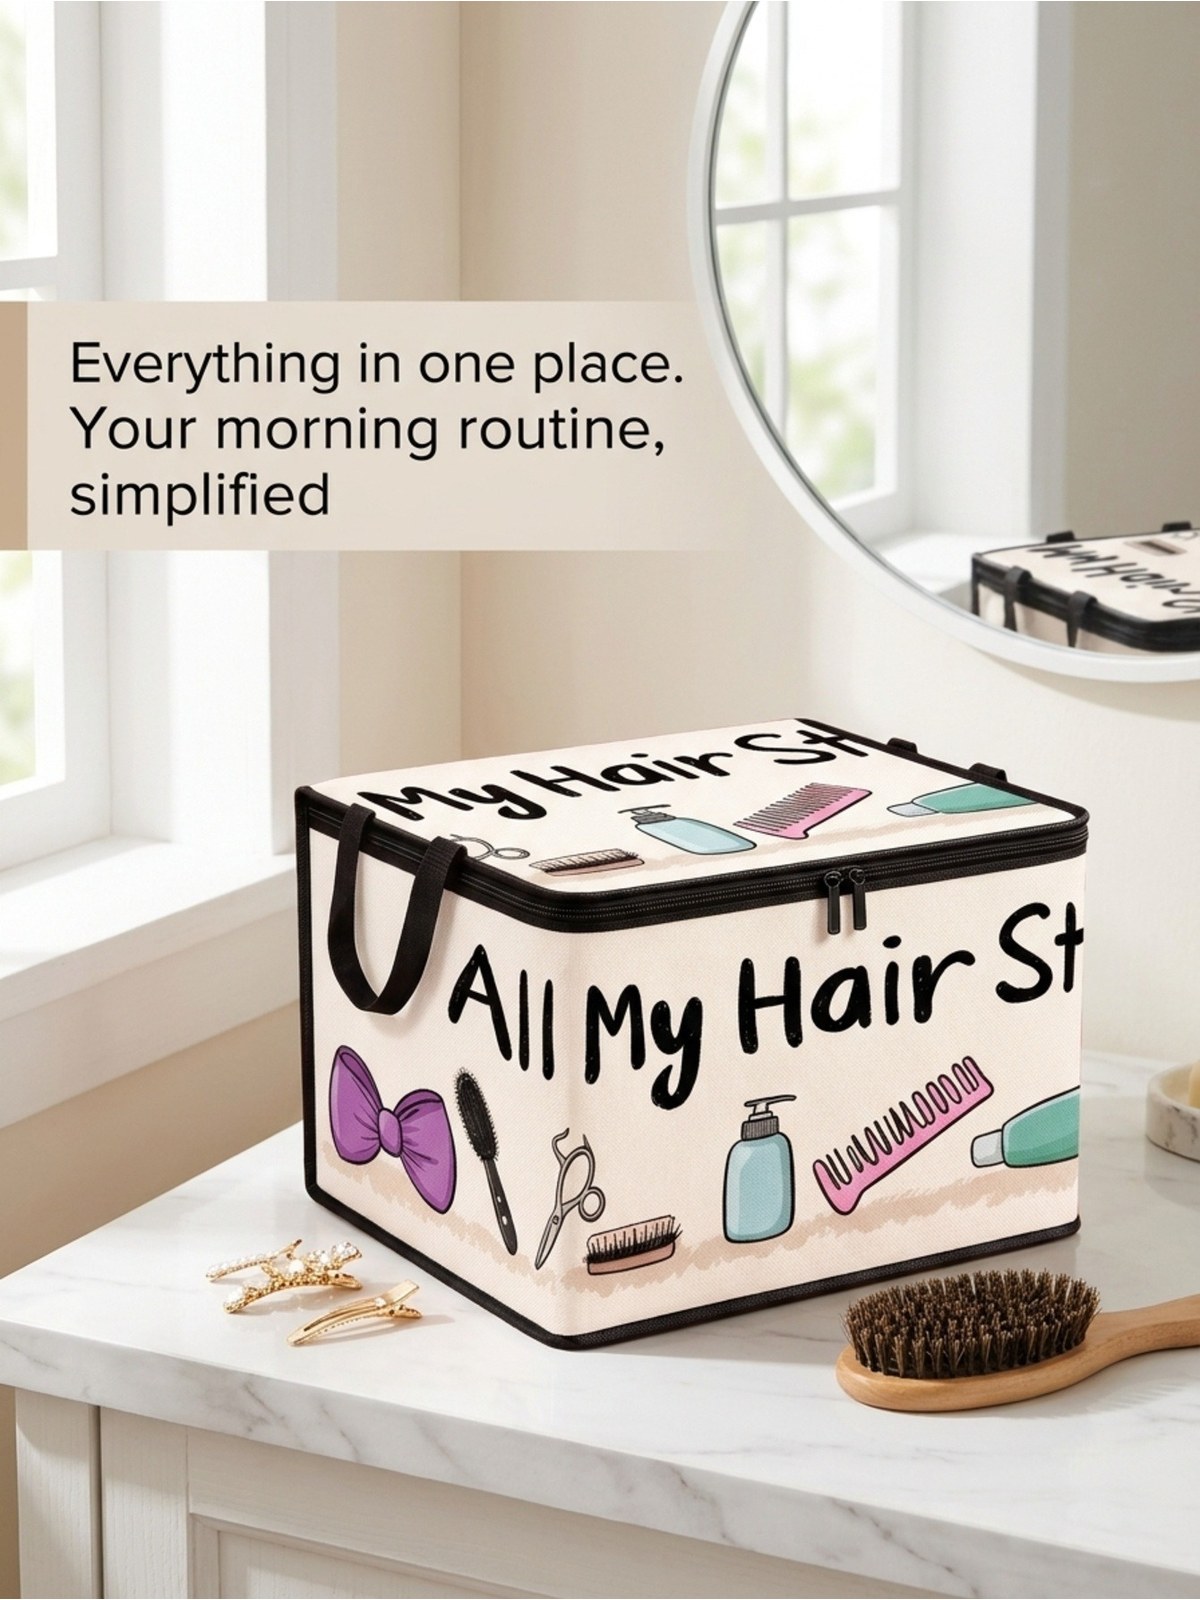 Everything in one place.
Your morning routine,
simplified
My Hair St
All My Hair St